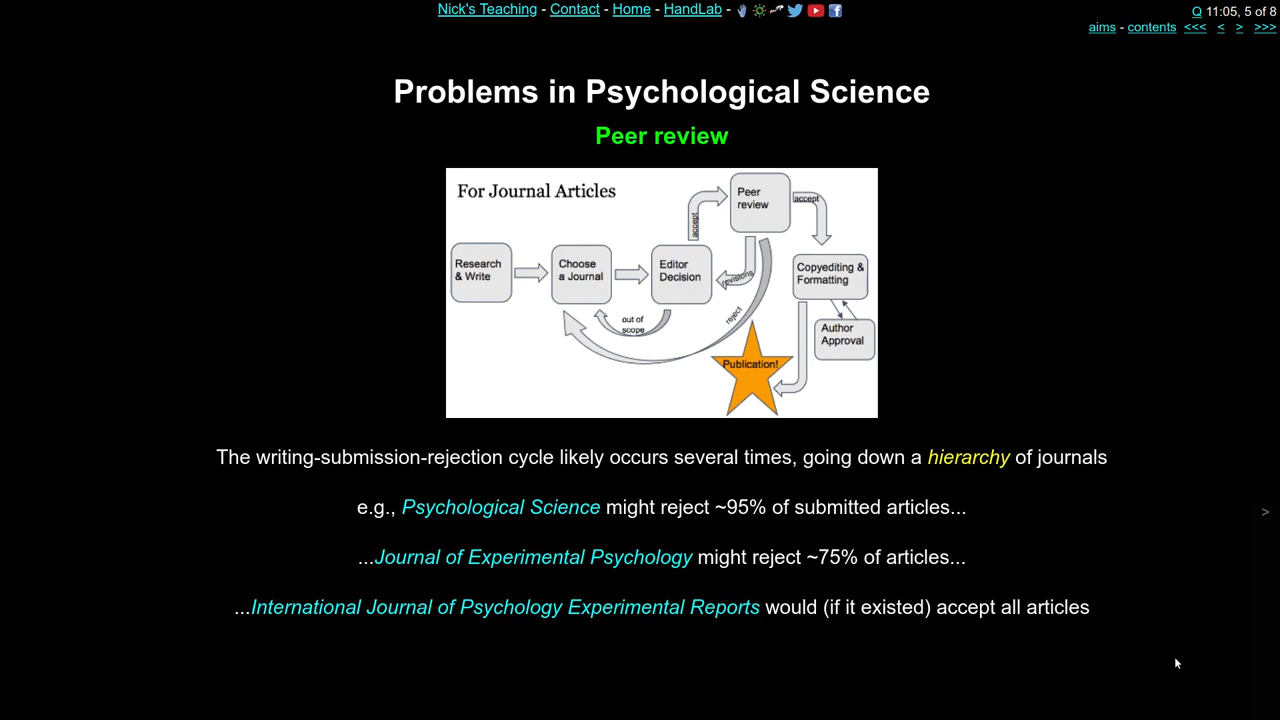 Nick's Teaching - Contact - Home - HandLab -
Q 11:05, 5 of 8
aims - contents <<< < > >>>
Problems in Psychological Science
Peer review
For Journal Articles
Peer
review
accept
accept
Research
& Write
Choose
a Journal
Editor
Decision
revisions
Copyediting &
Formatting
out of
scope
reject
Author
Approval
Publication!
The writing-submission-rejection cycle likely occurs several times, going down a hierarchy of journals
e.g., Psychological Science might reject ~95% of submitted articles...
>
...Journal of Experimental Psychology might reject ~75% of articles...
...International Journal of Psychology Experimental Reports would (if it existed) accept all articles